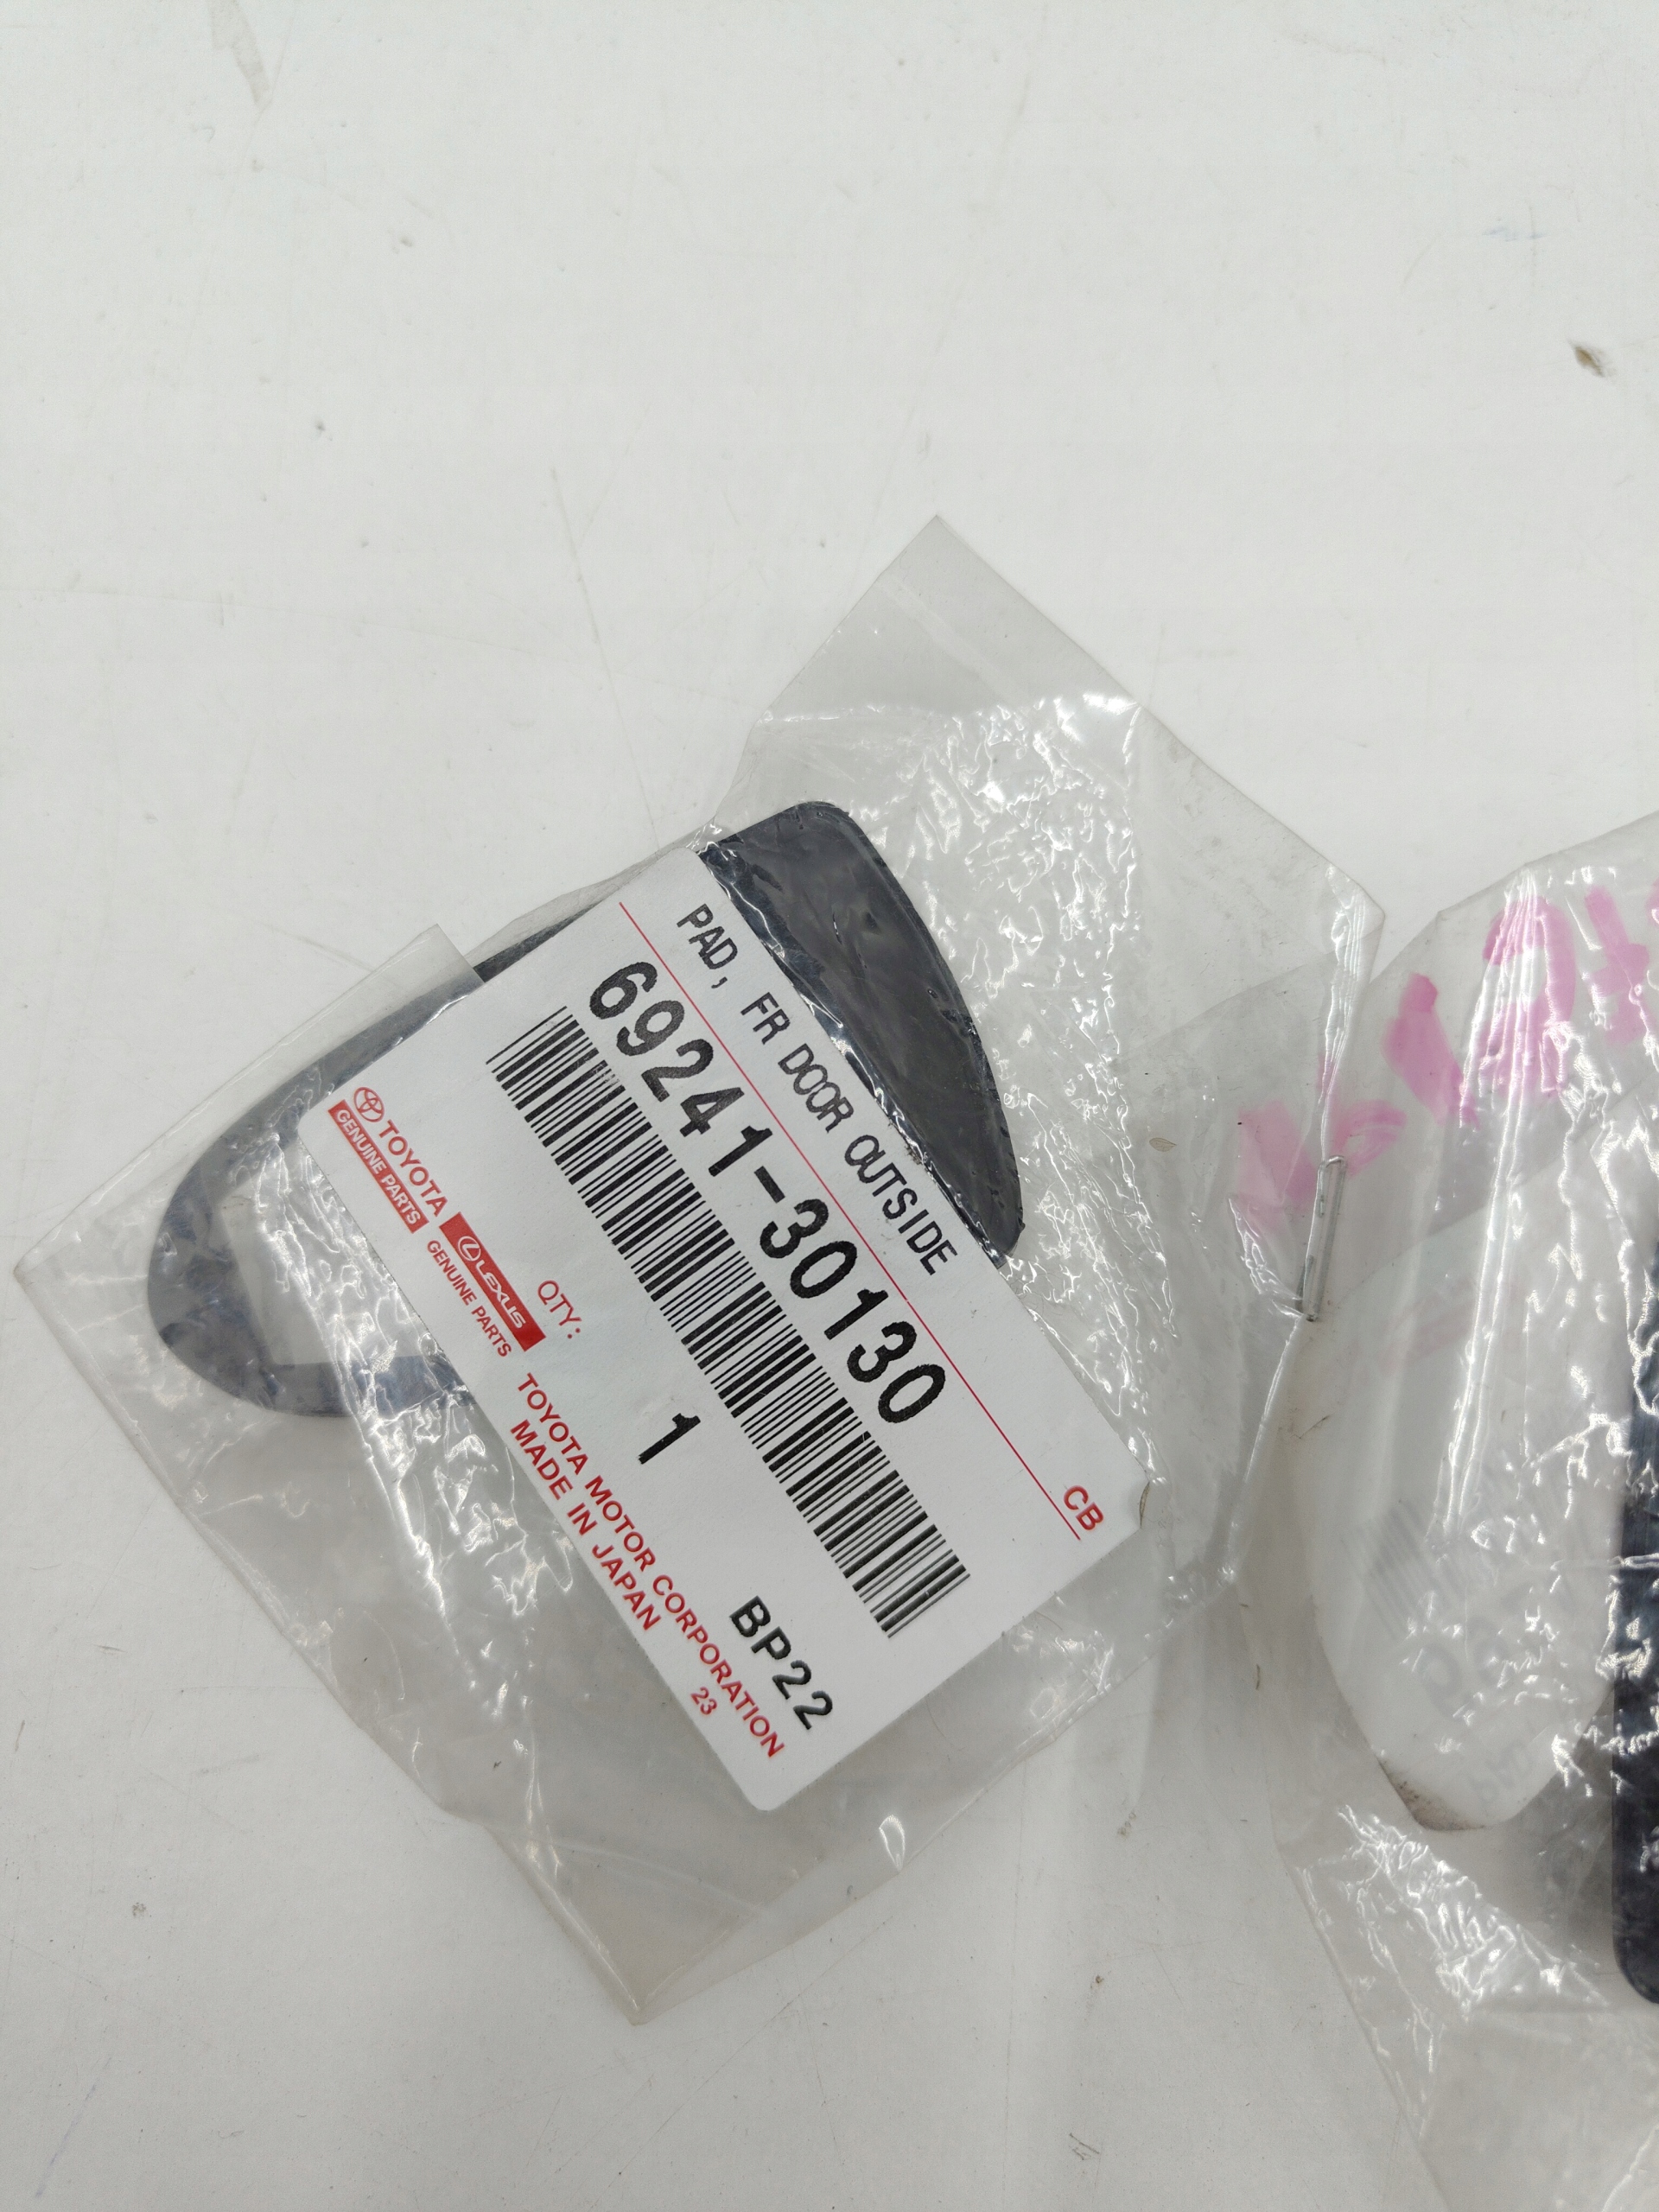 PAD, FR DOOR OUTSIDE
CB
69241-30130
TOYOTA
GENUINE PARTS
LEXUS
GENUINE PARTS
QTY:
1
BP22
TOYOTA MOTOR CORPORATION
MADE IN JAPAN
23